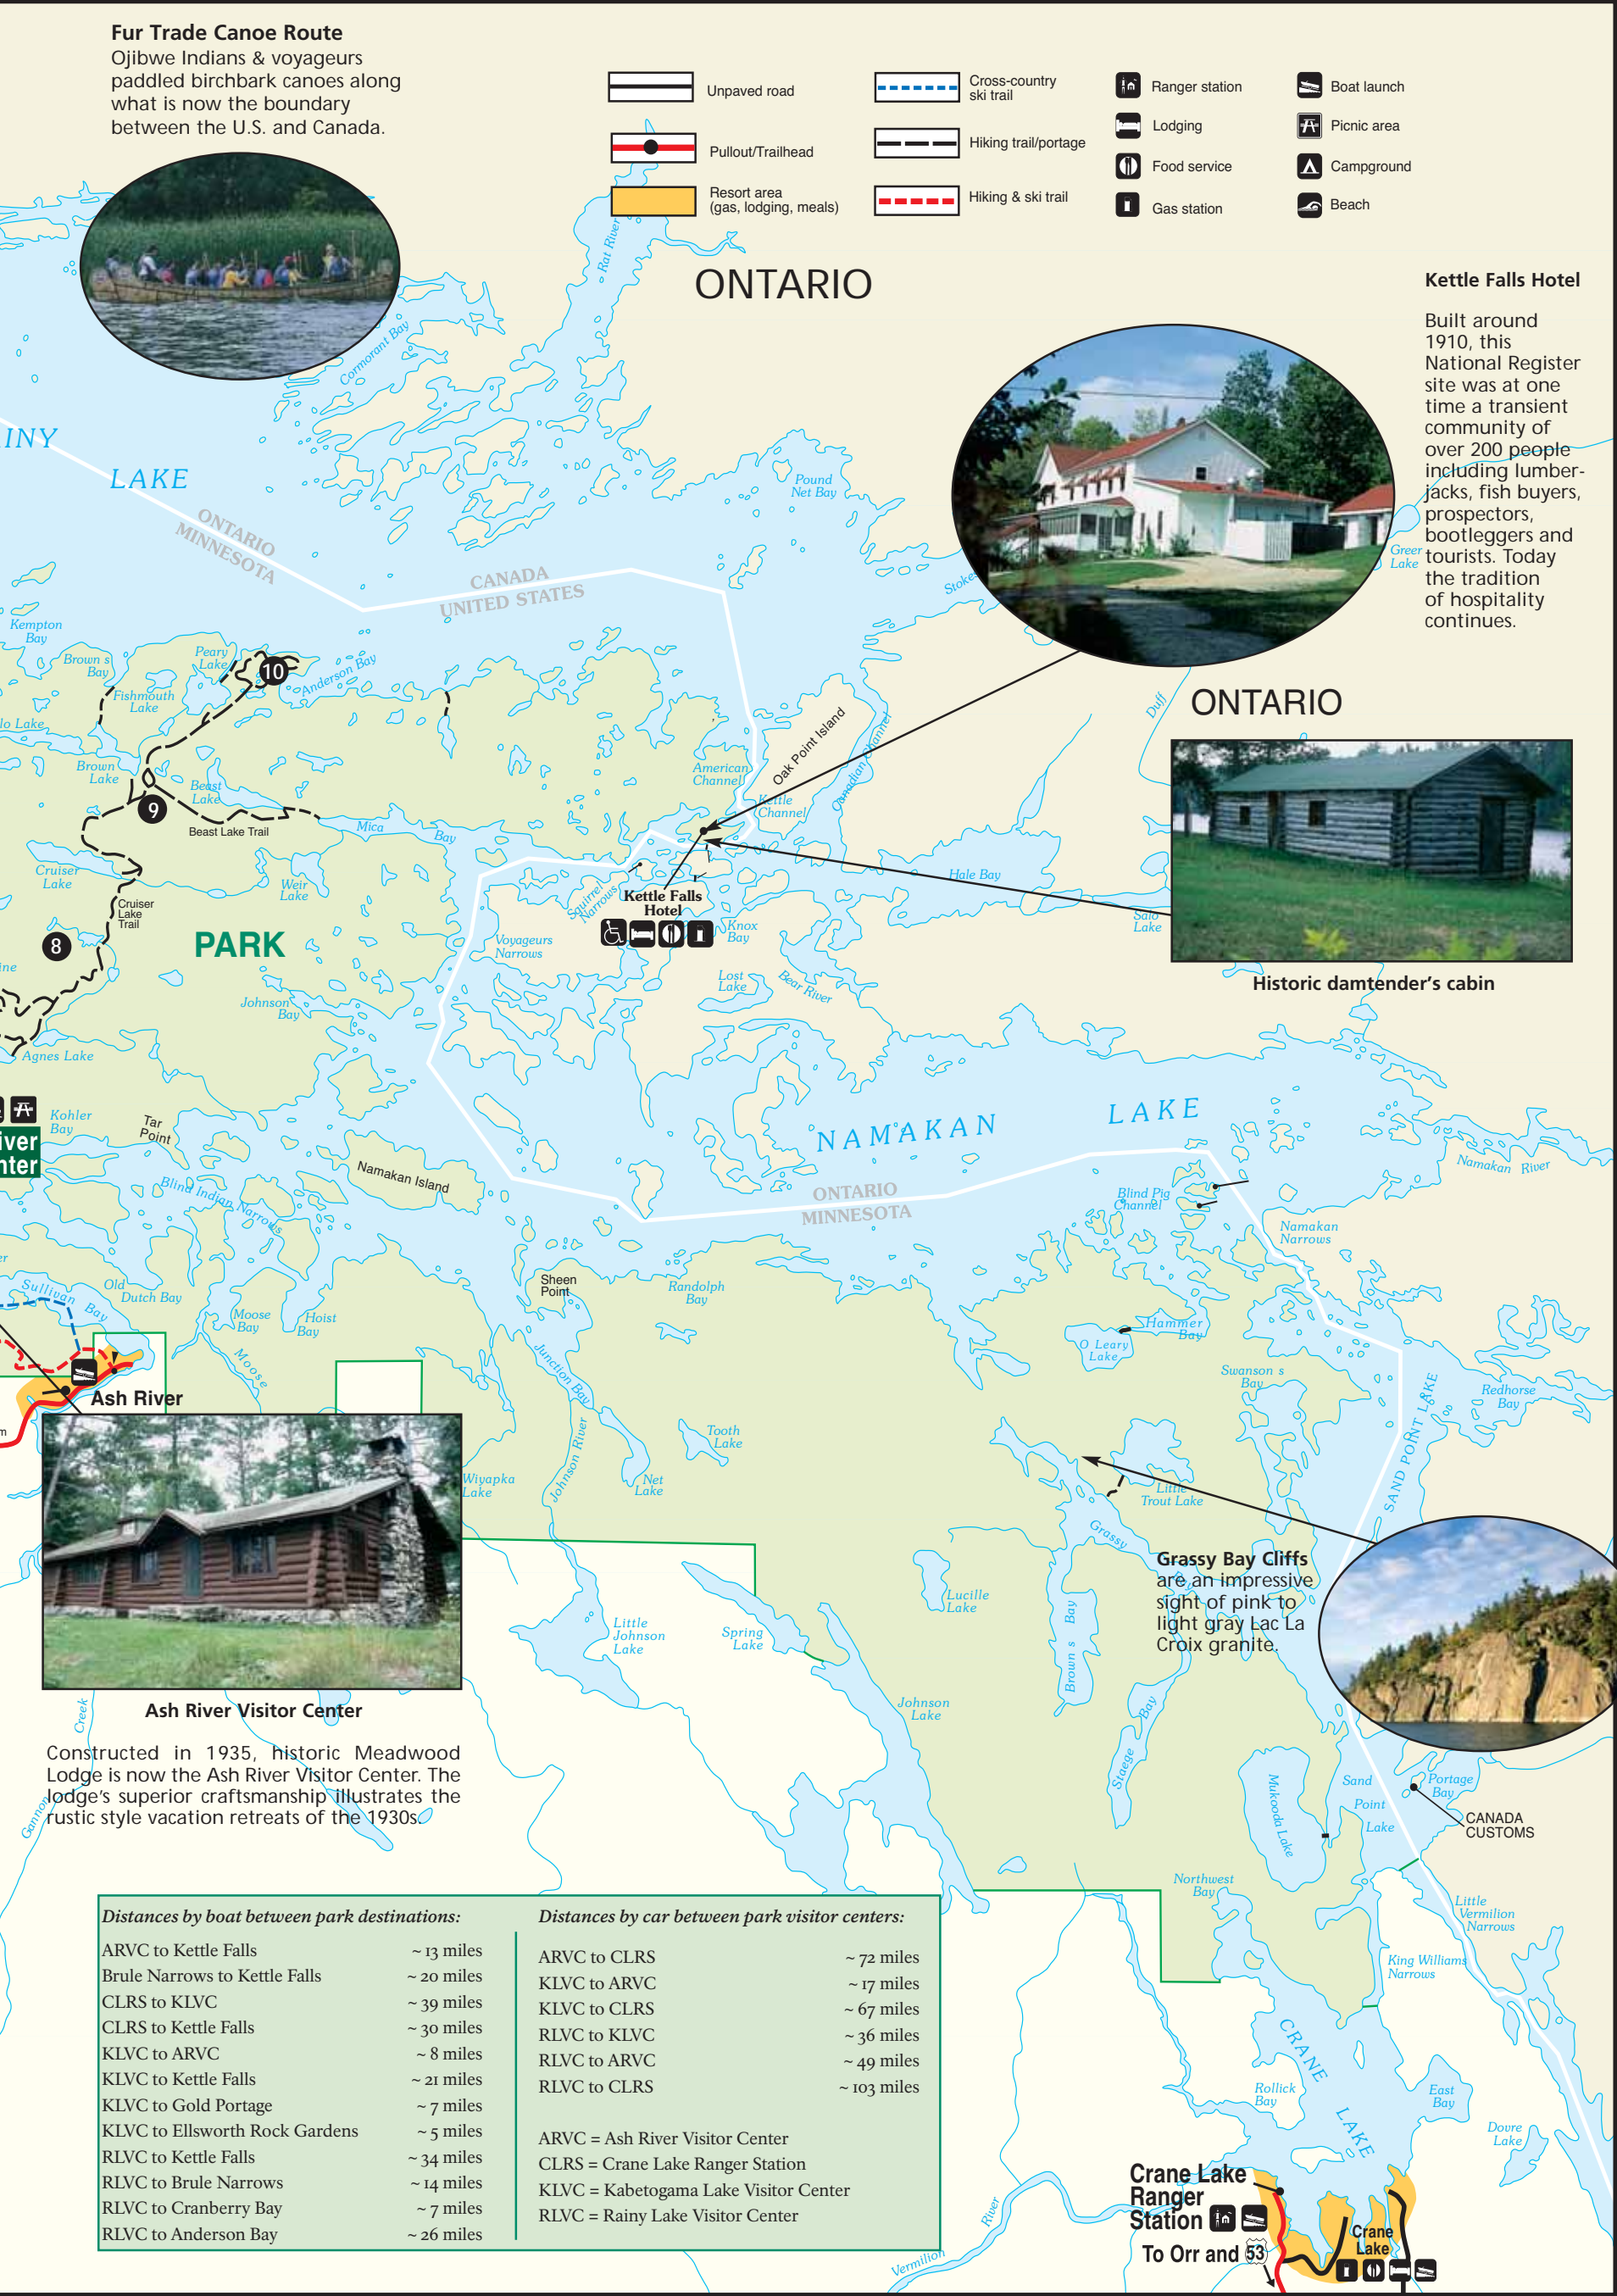 Fur Trade Canoe Route
Ojibwe Indians & voyageurs
paddled birchbark canoes along
what is now the boundary
between the U.S. and Canada.
Unpaved road
Pullout/Trailhead
Resort area
(gas, lodging, meals)
Cross-country
ski trail
Hiking trail/portage
Hiking & ski trail
Ranger station
Lodging
Food service
Gas station
Boat launch
Picnic area
Campground
Beach
Rat River
ONTARIO
Cormorant Bay
Kettle Falls Hotel
Built around
1910, this
National Register
site was at one
time a transient
community of
over 200 people
including lumber-
jacks, fish buyers,
prospectors,
bootleggers and
tourists. Today
the tradition
of hospitality
continues.
INY
LAKE
Pound
Net Bay
ONTARIO
MINNESOTA
CANADA
UNITED STATES
Stokes
Greer
Lake
Kempton
Bay
Brown s
Bay
Peary
Lake
10
Anderson Bay
Fishmouth
Lake
lo Lake
Brown
Lake
Beast
Lake
9
Beast Lake Trail
Mica
Bay
American
Channel
Oak Point Island
Canadian Channel
Kettle
Channel
Duff
ONTARIO
Cruiser
Lake
Cruiser
Lake
Trail
Weir
Lake
8
PARK
ine
Johnson
Bay
Agnes Lake
Squirrel
Narrows
Kettle Falls
Hotel
Knox
Bay
Voyageurs
Narrows
Lost
Lake
Bear River
Hale Bay
Salo
Lake
Historic damtender's cabin
Kohler
Bay
iver
nter
Tar
Point
Namakan Island
Blind Indian Narrows
NAMAKAN
LAKE
ONTARIO
MINNESOTA
Namakan River
Blind Pig
Channel
Namakan
Narrows
er
Sullivan Bay
Old
Dutch Bay
Moose
Bay
Hoist
Bay
Moose
Sheen
Point
Randolph
Bay
Junction Bay
Hammer
Bay
O Leary
Lake
Swanson s
Bay
Redhorse
Bay
SAND POINT LAKE
Ash River
m
Wiyapka
Lake
Johnson River
Tooth
Lake
Net
Lake
Little
Trout Lake
Grassy
Grassy Bay Cliffs
are an impressive
sight of pink to
light gray Lac La
Croix granite.
Lucille
Lake
Brown s Bay
Little
Johnson
Lake
Spring
Lake
Johnson
Lake
Staege Bay
Mukooda Lake
Sand
Point
Lake
Portage
Bay
CANADA
CUSTOMS
Ash River Visitor Center
Constructed in 1935, historic Meadwood
Lodge is now the Ash River Visitor Center. The
lodge's superior craftsmanship illustrates the
rustic style vacation retreats of the 1930s.
Gannon
Creek
Northwest
Bay
Little
Vermilion
Narrows
King Williams
Narrows
Distances by boat between park destinations:
ARVC to Kettle Falls ~ 13 miles
Brule Narrows to Kettle Falls ~ 20 miles
CLRS to KLVC ~ 39 miles
CLRS to Kettle Falls ~ 30 miles
KLVC to ARVC ~ 8 miles
KLVC to Kettle Falls ~ 21 miles
KLVC to Gold Portage ~ 7 miles
KLVC to Ellsworth Rock Gardens ~ 5 miles
RLVC to Kettle Falls ~ 34 miles
RLVC to Brule Narrows ~ 14 miles
RLVC to Cranberry Bay ~ 7 miles
RLVC to Anderson Bay ~ 26 miles
Distances by car between park visitor centers:
ARVC to CLRS ~ 72 miles
KLVC to ARVC ~ 17 miles
KLVC to CLRS ~ 67 miles
RLVC to KLVC ~ 36 miles
RLVC to ARVC ~ 49 miles
RLVC to CLRS ~ 103 miles
ARVC = Ash River Visitor Center
CLRS = Crane Lake Ranger Station
KLVC = Kabetogama Lake Visitor Center
RLVC = Rainy Lake Visitor Center
CRANE
LAKE
Rollick
Bay
East
Bay
Dovre
Lake
Vermilion
River
Crane Lake
Ranger
Station
To Orr and 53
Crane
Lake